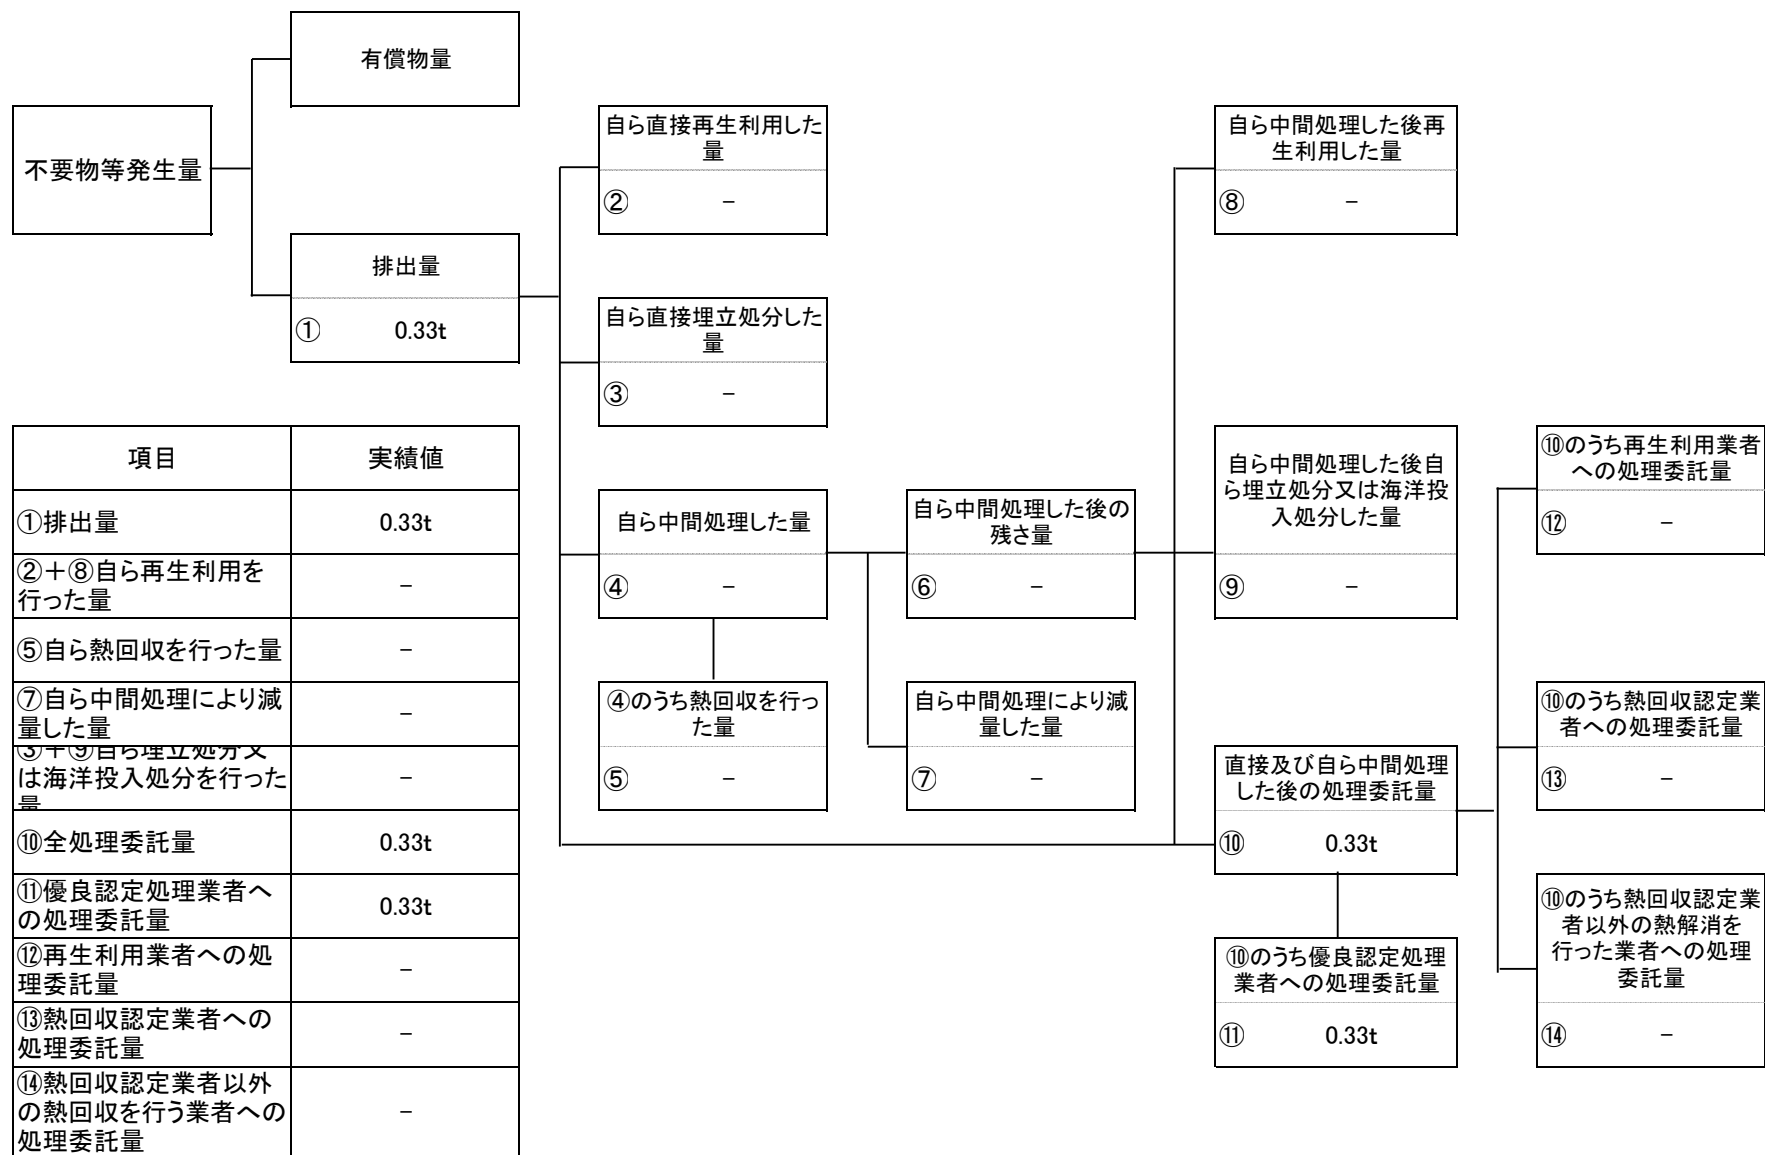 有償物量
不要物等発生量
排出量
① 0.33t
自ら直接再生利用した
量
② －
自ら直接埋立処分した
量
③ －
自ら中間処理した量
④ －
④のうち熱回収を行っ
た量
⑤ －
自ら中間処理した後の
残さ量
⑥ －
自ら中間処理により減
量した量
⑦ －
自ら中間処理した後再
生利用した量
⑧ －
自ら中間処理した後自
ら埋立処分又は海洋投
入処分した量
⑨ －
直接及び自ら中間処理
した後の処理委託量
⑩ 0.33t
⑩のうち優良認定処理
業者への処理委託量
⑪ 0.33t
⑩のうち再生利用業者
への処理委託量
⑫ －
⑩のうち熱回収認定業
者への処理委託量
⑬ －
⑩のうち熱回収認定業
者以外の熱解消を
行った業者への処理
委託量
⑭ －
項目 実績値
①排出量 0.33t
②＋⑧自ら再生利用を
行った量 －
⑤自ら熱回収を行った量 －
⑦自ら中間処理により減
量した量 －
③＋⑨自ら埋立処分又
は海洋投入処分を行った
量 －
⑩全処理委託量 0.33t
⑪優良認定処理業者へ
の処理委託量 0.33t
⑫再生利用業者への処
理委託量 －
⑬熱回収認定業者への
処理委託量 －
⑭熱回収認定業者以外
の熱回収を行う業者への
処理委託量 －